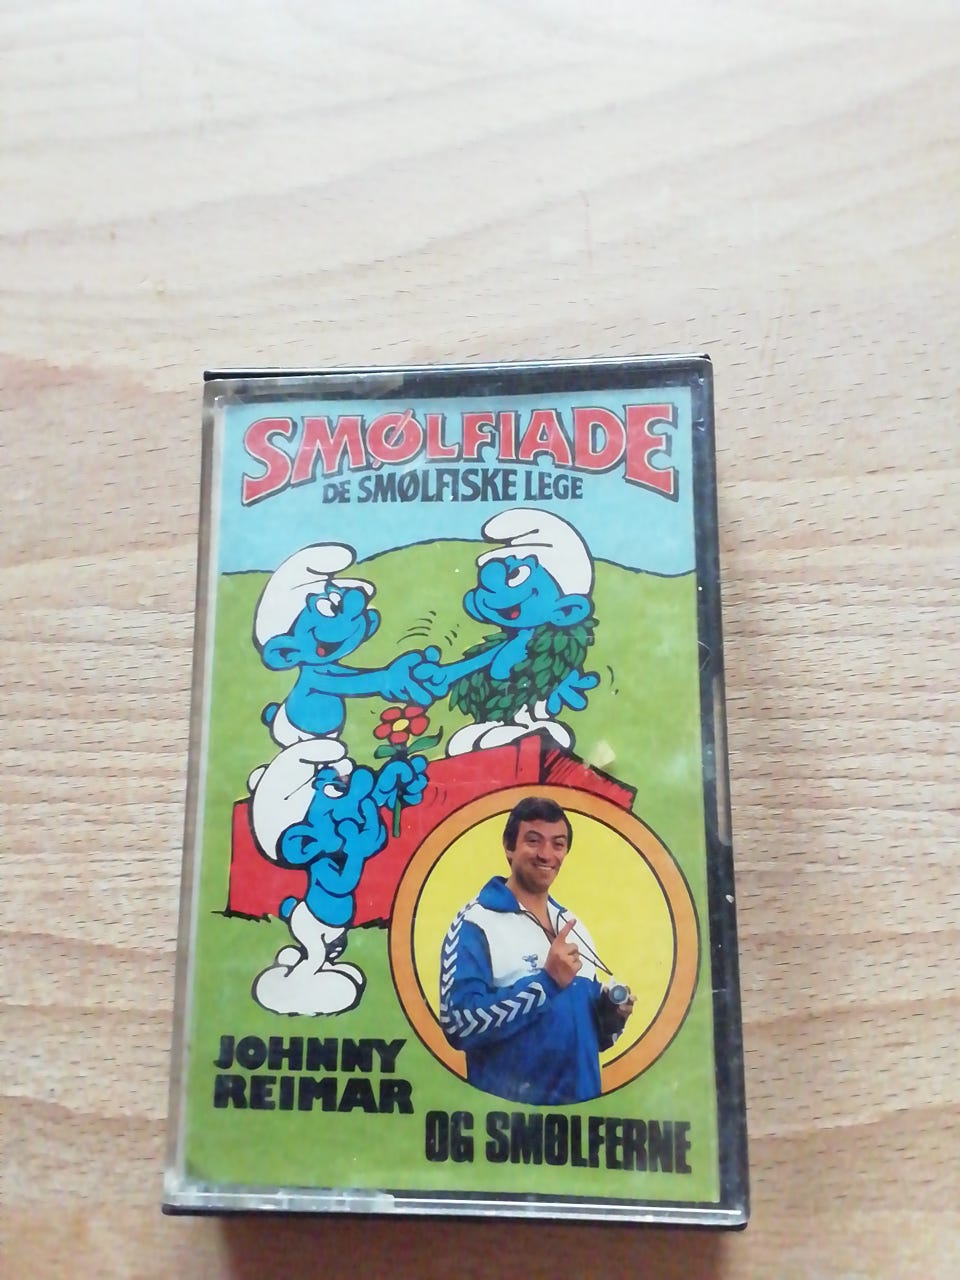 SMØLFIADE
DE SMØLFISKE LEGE
JOHNNY
REIMAR
OG SMØLFERNE